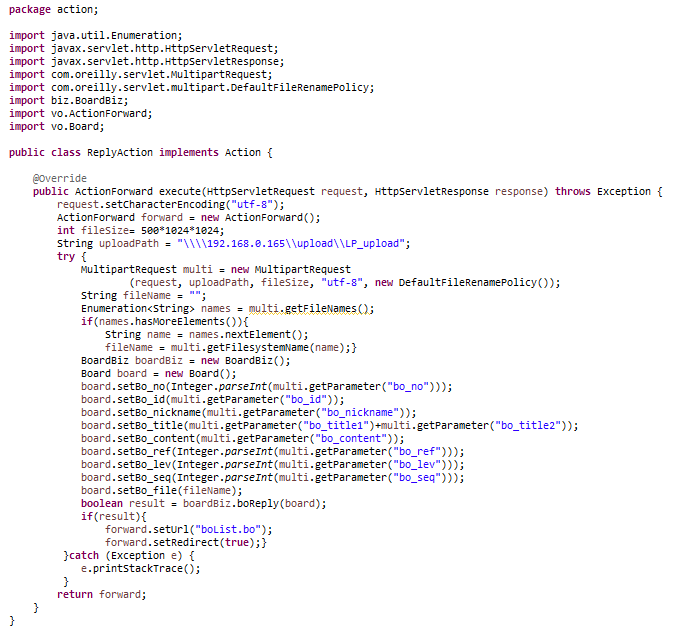 package action;

import java.util.Enumeration;
import javax.servlet.http.HttpServletRequest;
import javax.servlet.http.HttpServletResponse;
import com.oreilly.servlet.MultipartRequest;
import com.oreilly.servlet.multipart.DefaultFileRenamePolicy;
import biz.BoardBiz;
import vo.ActionForward;
import vo.Board;

public class ReplyAction implements Action {

    @Override
    public ActionForward execute(HttpServletRequest request, HttpServletResponse response) throws Exception {
        request.setCharacterEncoding("utf-8");
        ActionForward forward = new ActionForward();
        int fileSize= 500*1024*1024;
        String uploadPath = "\\\\192.168.0.165\\upload\\LP_upload";
        try {
            MultipartRequest multi = new MultipartRequest
                    (request, uploadPath, fileSize, "utf-8", new DefaultFileRenamePolicy());
            String fileName = "";
            Enumeration<String> names = multi.getFileNames();
            if(names.hasMoreElements()){
                String name = names.nextElement();
                fileName = multi.getFilesystemName(name);}
            BoardBiz boardBiz = new BoardBiz();
            Board board = new Board();
            board.setBo_no(Integer.parseInt(multi.getParameter("bo_no")));
            board.setBo_id(multi.getParameter("bo_id"));
            board.setBo_nickname(multi.getParameter("bo_nickname"));
            board.setBo_title(multi.getParameter("bo_title1")+multi.getParameter("bo_title2"));
            board.setBo_content(multi.getParameter("bo_content"));
            board.setBo_ref(Integer.parseInt(multi.getParameter("bo_ref")));
            board.setBo_lev(Integer.parseInt(multi.getParameter("bo_lev")));
            board.setBo_seq(Integer.parseInt(multi.getParameter("bo_seq")));
            board.setBo_file(fileName);
            boolean result = boardBiz.boReply(board);
            if(result){
                forward.setUrl("boList.bo");
                forward.setRedirect(true);}
         }catch (Exception e) {
            e.printStackTrace();
         }
        return forward;
    }
}